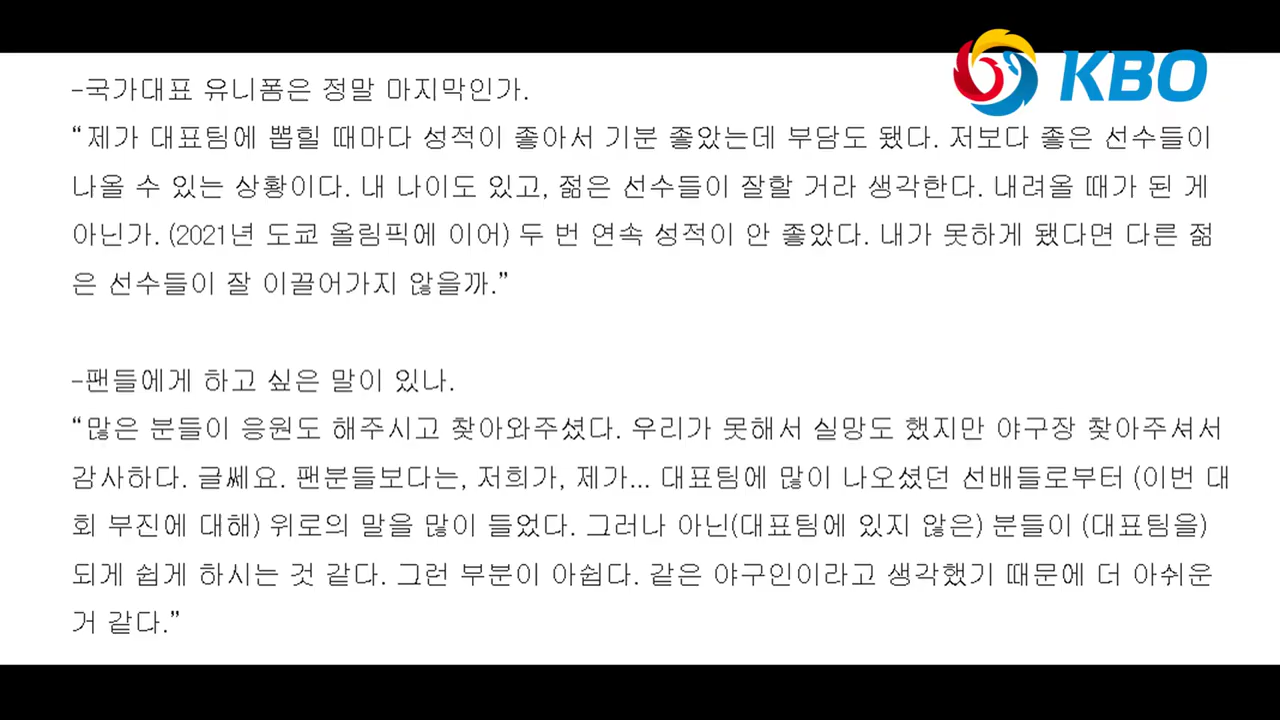 KBO
-국가대표 유니폼은 정말 마지막인가.
“제가 대표팀에 뽑힐 때마다 성적이 좋아서 기분 좋았는데 부담도 됐다. 저보다 좋은 선수들이
나올 수 있는 상황이다. 내 나이도 있고, 젊은 선수들이 잘할 거라 생각한다. 내려올 때가 된 게
아닌가. (2021년 도쿄 올림픽에 이어) 두 번 연속 성적이 안 좋았다. 내가 못하게 됐다면 다른 젊
은 선수들이 잘 이끌어가지 않을까.”
-팬들에게 하고 싶은 말이 있나.
“많은 분들이 응원도 해주시고 찾아와주셨다. 우리가 못해서 실망도 했지만 야구장 찾아주셔서
감사하다. 글쎄요. 팬분들보다는, 저희가, 제가... 대표팀에 많이 나오셨던 선배들로부터 (이번 대
회 부진에 대해) 위로의 말을 많이 들었다. 그러나 아닌(대표팀에 있지 않은) 분들이 (대표팀을)
되게 쉽게 하시는 것 같다. 그런 부분이 아쉽다. 같은 야구인이라고 생각했기 때문에 더 아쉬운
거 같다.”